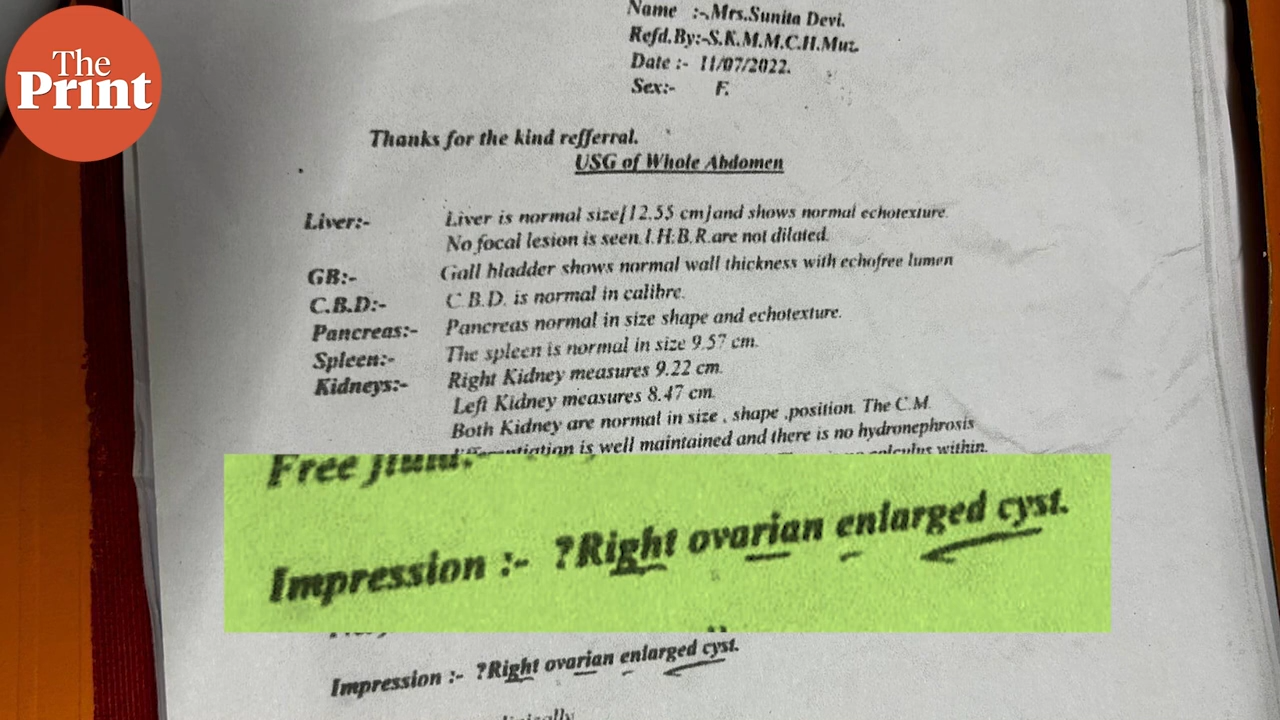 The
Print
Name :-.Mrs.Sunita Devi.
Refd.By:-S.K.M.M.C.H.Muz.
Date :- 11/07/2022.
Sex:- F.
Thanks for the kind refferral.
USG of Whole Abdomen
Liver:- Liver is normal size[12.55 cm]and shows normal echotexture.
No focal lesion is seen.I.H.B.R.are not dilated.
GB:- Gall bladder shows normal wall thickness with echofree lumen
C.B.D:- C.B.D. is normal in calibre.
Pancreas:- Pancreas normal in size shape and echotexture.
Spleen:- The spleen is normal in size 9.57 cm.
Kidneys:- Right Kidney measures 9.22 cm.
Left Kidney measures 8.47 cm.
Both Kidney are normal in size , shape ,position. The C.M.
differentiation is well maintained and there is no hydronephrosis
calculus within.
Free fluid:-
Impression :- ?Right ovarian enlarged cyst.
Impression :- ?Right ovarian enlarged cyst.